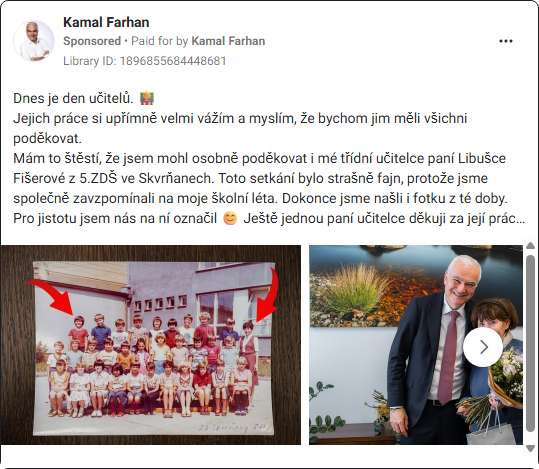 Kamal Farhan
Sponsored • Paid for by Kamal Farhan
Library ID: 1896855684448681
Dnes je den učitelů.
Jejich práce si upřímně velmi vážím a myslím, že bychom jim měli všichni
poděkovat.
Mám to štěstí, že jsem mohl osobně poděkovat i mé třídní učitelce paní Libušce
Fišerové z 5.ZDŠ ve Skvrňanech. Toto setkání bylo strašně fajn, protože jsme
společně zavzpomínali na moje školní léta. Dokonce jsme našli i fotku z té doby.
Pro jistotu jsem nás na ní označil 😊 Ještě jednou paní učitelce děkuji za její prác...